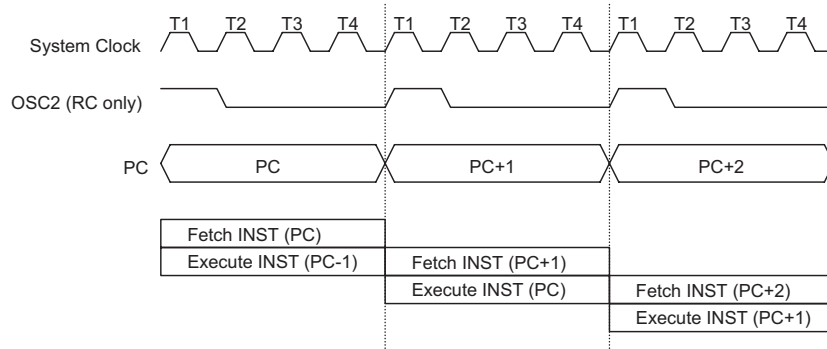 T1 T2 T3 T4 T1 T2 T3 T4 T1 T2 T3 T4
System Clock
OSC2 (RC only)
PC PC PC+1 PC+2
Fetch INST (PC)
Execute INST (PC-1) Fetch INST (PC+1)
Execute INST (PC) Fetch INST (PC+2)
Execute INST (PC+1)